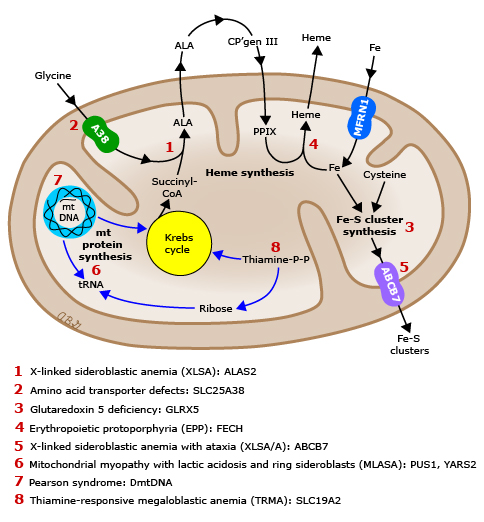 ALA
CP'gen III
Heme
Fe
Glycine
2
A38
ALA
1
PPIX
Heme
4
MFRN1
Heme synthesis
Fe
Cysteine
7
mt
DNA
Succinyl-
CoA
Fe-S cluster
synthesis
3
mt
protein
synthesis
Krebs
cycle
8
Thiamine-P-P
6
tRNA
5
ABCB7
Ribose
Fe-S
clusters
1 X-linked sideroblastic anemia (XLSA): ALAS2
2 Amino acid transporter defects: SLC25A38
3 Glutaredoxin 5 deficiency: GLRX5
4 Erythropoietic protoporphyria (EPP): FECH
5 X-linked sideroblastic anemia with ataxia (XLSA/A): ABCB7
6 Mitochondrial myopathy with lactic acidosis and ring sideroblasts (MLASA): PUS1, YARS2
7 Pearson syndrome: DmtDNA
8 Thiamine-responsive megaloblastic anemia (TRMA): SLC19A2